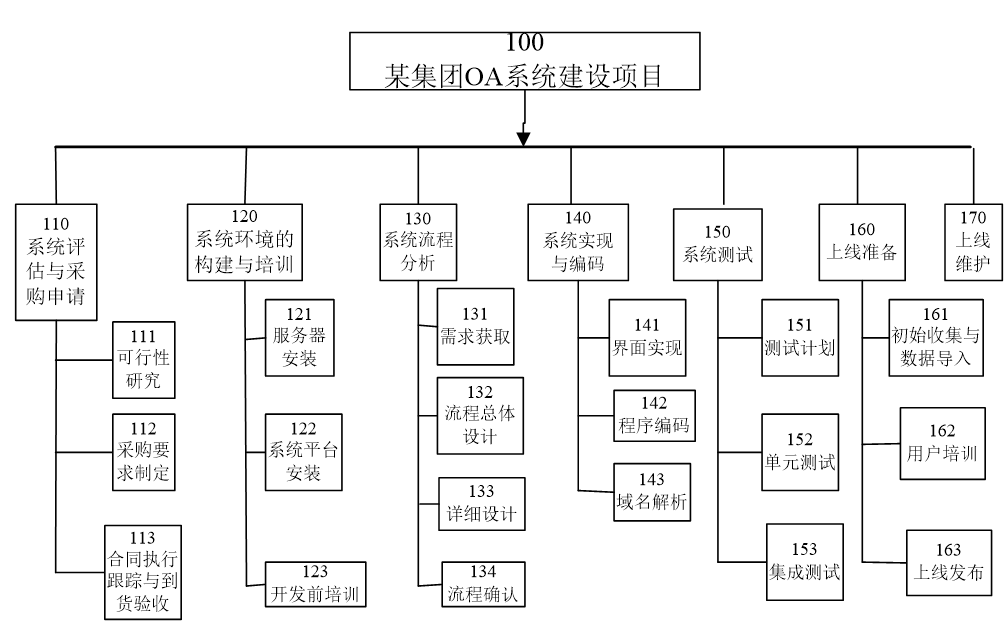 100
某集团OA系统建设项目
110
系统评
估与采
购申请
120
系统环境的
构建与培训
130
系统流程
分析
140
系统实现
与编码
150
系统测试
160
上线准备
170
上线
维护
111
可行性
研究
112
采购要
求制定
113
合同执行
跟踪与到
货验收
121
服务器
安装
122
系统平台
安装
123
开发前培训
131
需求获取
132
流程总体
设计
133
详细设计
134
流程确认
141
界面实现
142
程序编码
143
域名解析
151
测试计划
152
单元测试
153
集成测试
161
初始收集与
数据导入
162
用户培训
163
上线发布